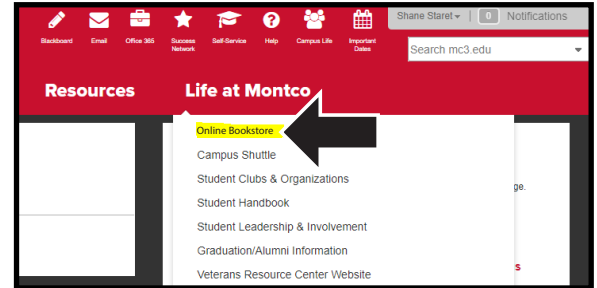 Shane Staret
0
Notifications
Blackboard
Email
Office 365
Success Network
Self-Service
Help
Campus Life
Important Dates
Search mc3.edu
Resources
Life at Montco
Online Bookstore
Campus Shuttle
Student Clubs & Organizations
Student Handbook
Student Leadership & Involvement
Graduation/Alumni Information
Veterans Resource Center Website
ge.
s